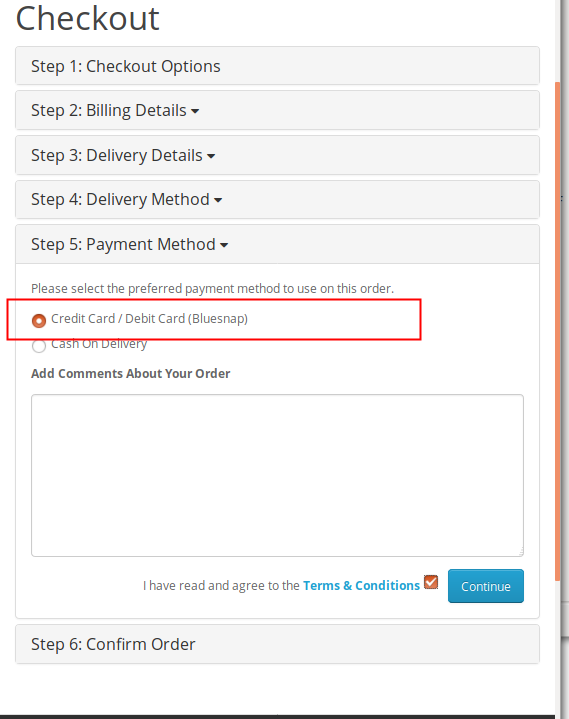 Checkout
Step 1: Checkout Options
Step 2: Billing Details
Step 3: Delivery Details
Step 4: Delivery Method
Step 5: Payment Method
Please select the preferred payment method to use on this order.
Credit Card / Debit Card (Bluesnap)
Cash On Delivery
Add Comments About Your Order
I have read and agree to the Terms & Conditions
Continue
Step 6: Confirm Order